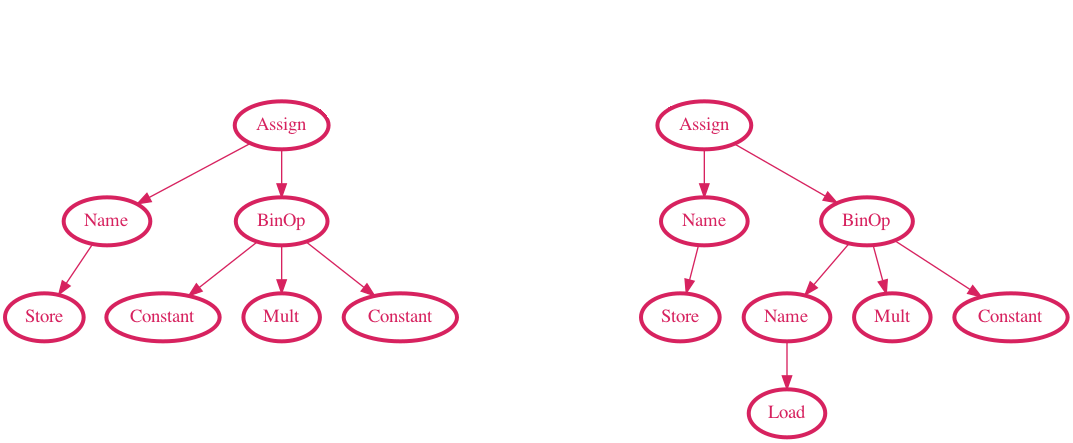 Assign Assign
Name BinOp Name BinOp
Store Constant Mult Constant Store Name Mult Constant
Load